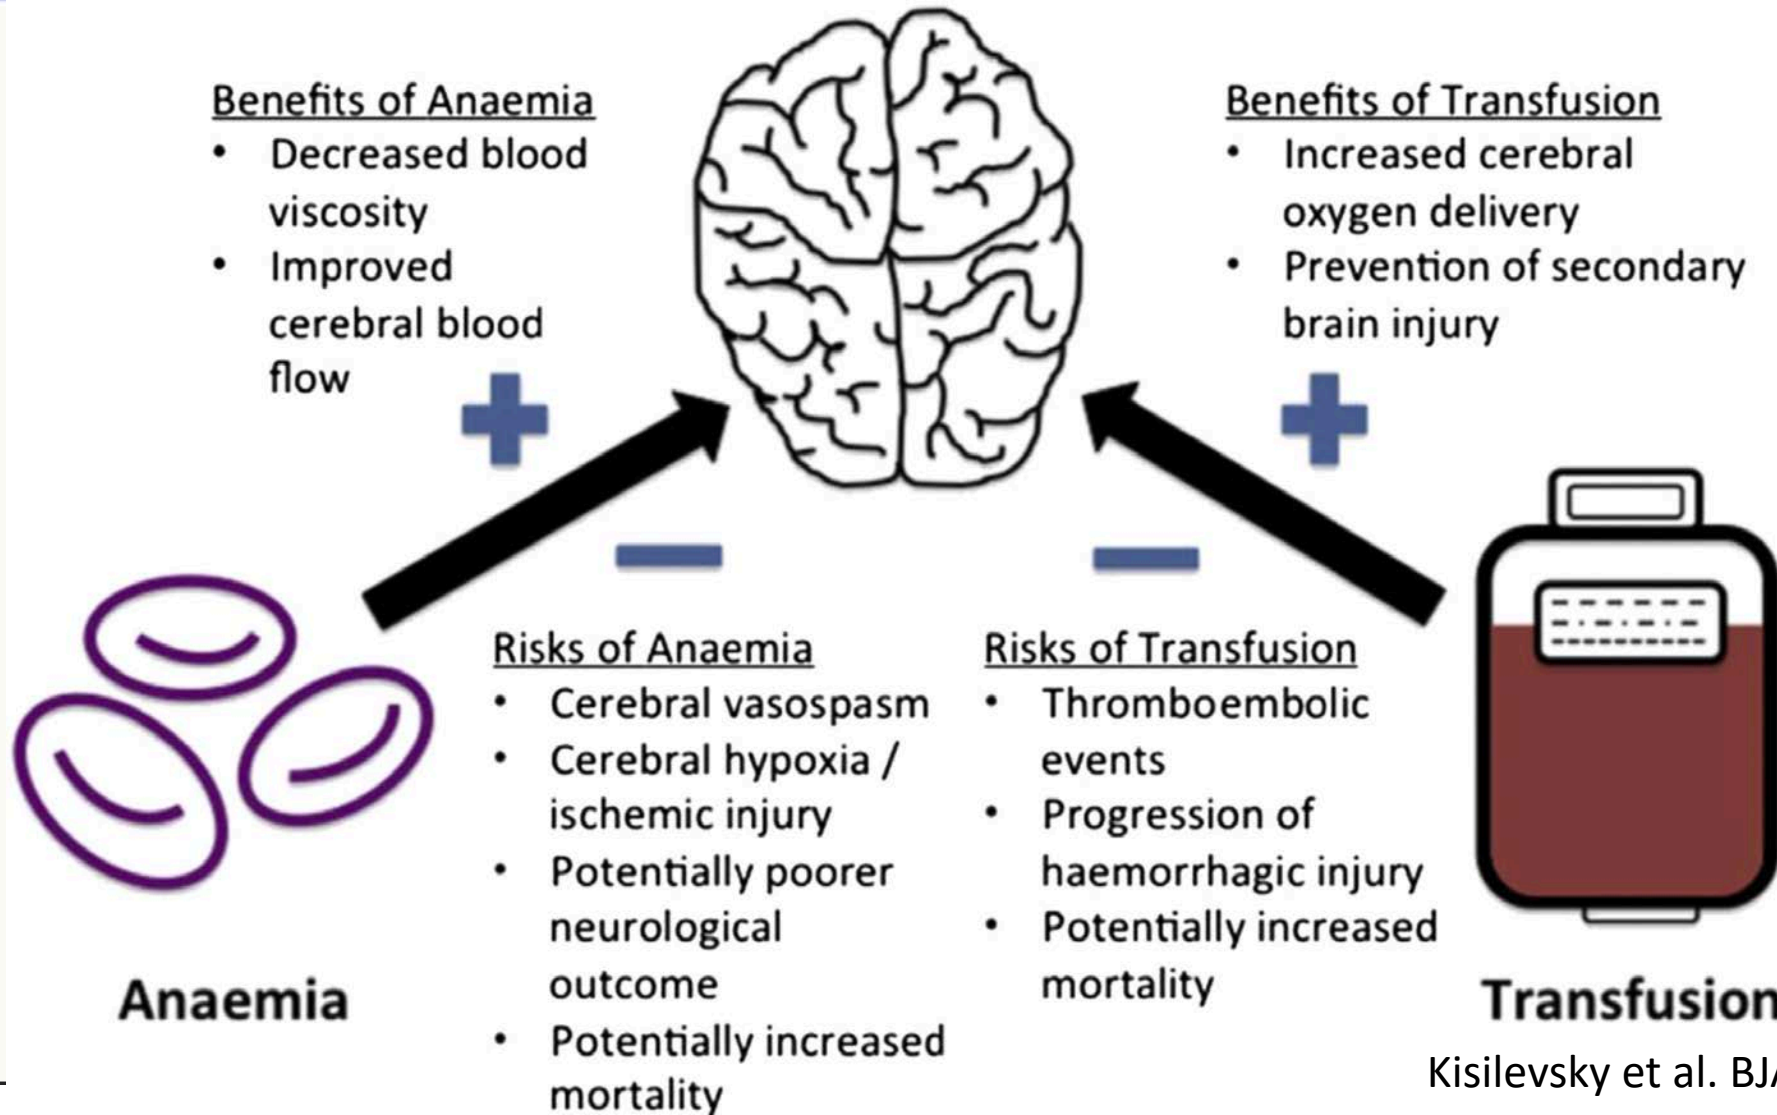 Benefits of Anaemia
• Decreased blood
viscosity
• Improved
cerebral blood
flow
Benefits of Transfusion
• Increased cerebral
oxygen delivery
• Prevention of secondary
brain injury
Risks of Anaemia
• Cerebral vasospasm
• Cerebral hypoxia /
ischemic injury
• Potentially poorer
neurological
outcome
• Potentially increased
mortality
Risks of Transfusion
• Thromboembolic
events
• Progression of
haemorrhagic injury
• Potentially increased
mortality
Anaemia
Transfusion
Kisilevsky et al.